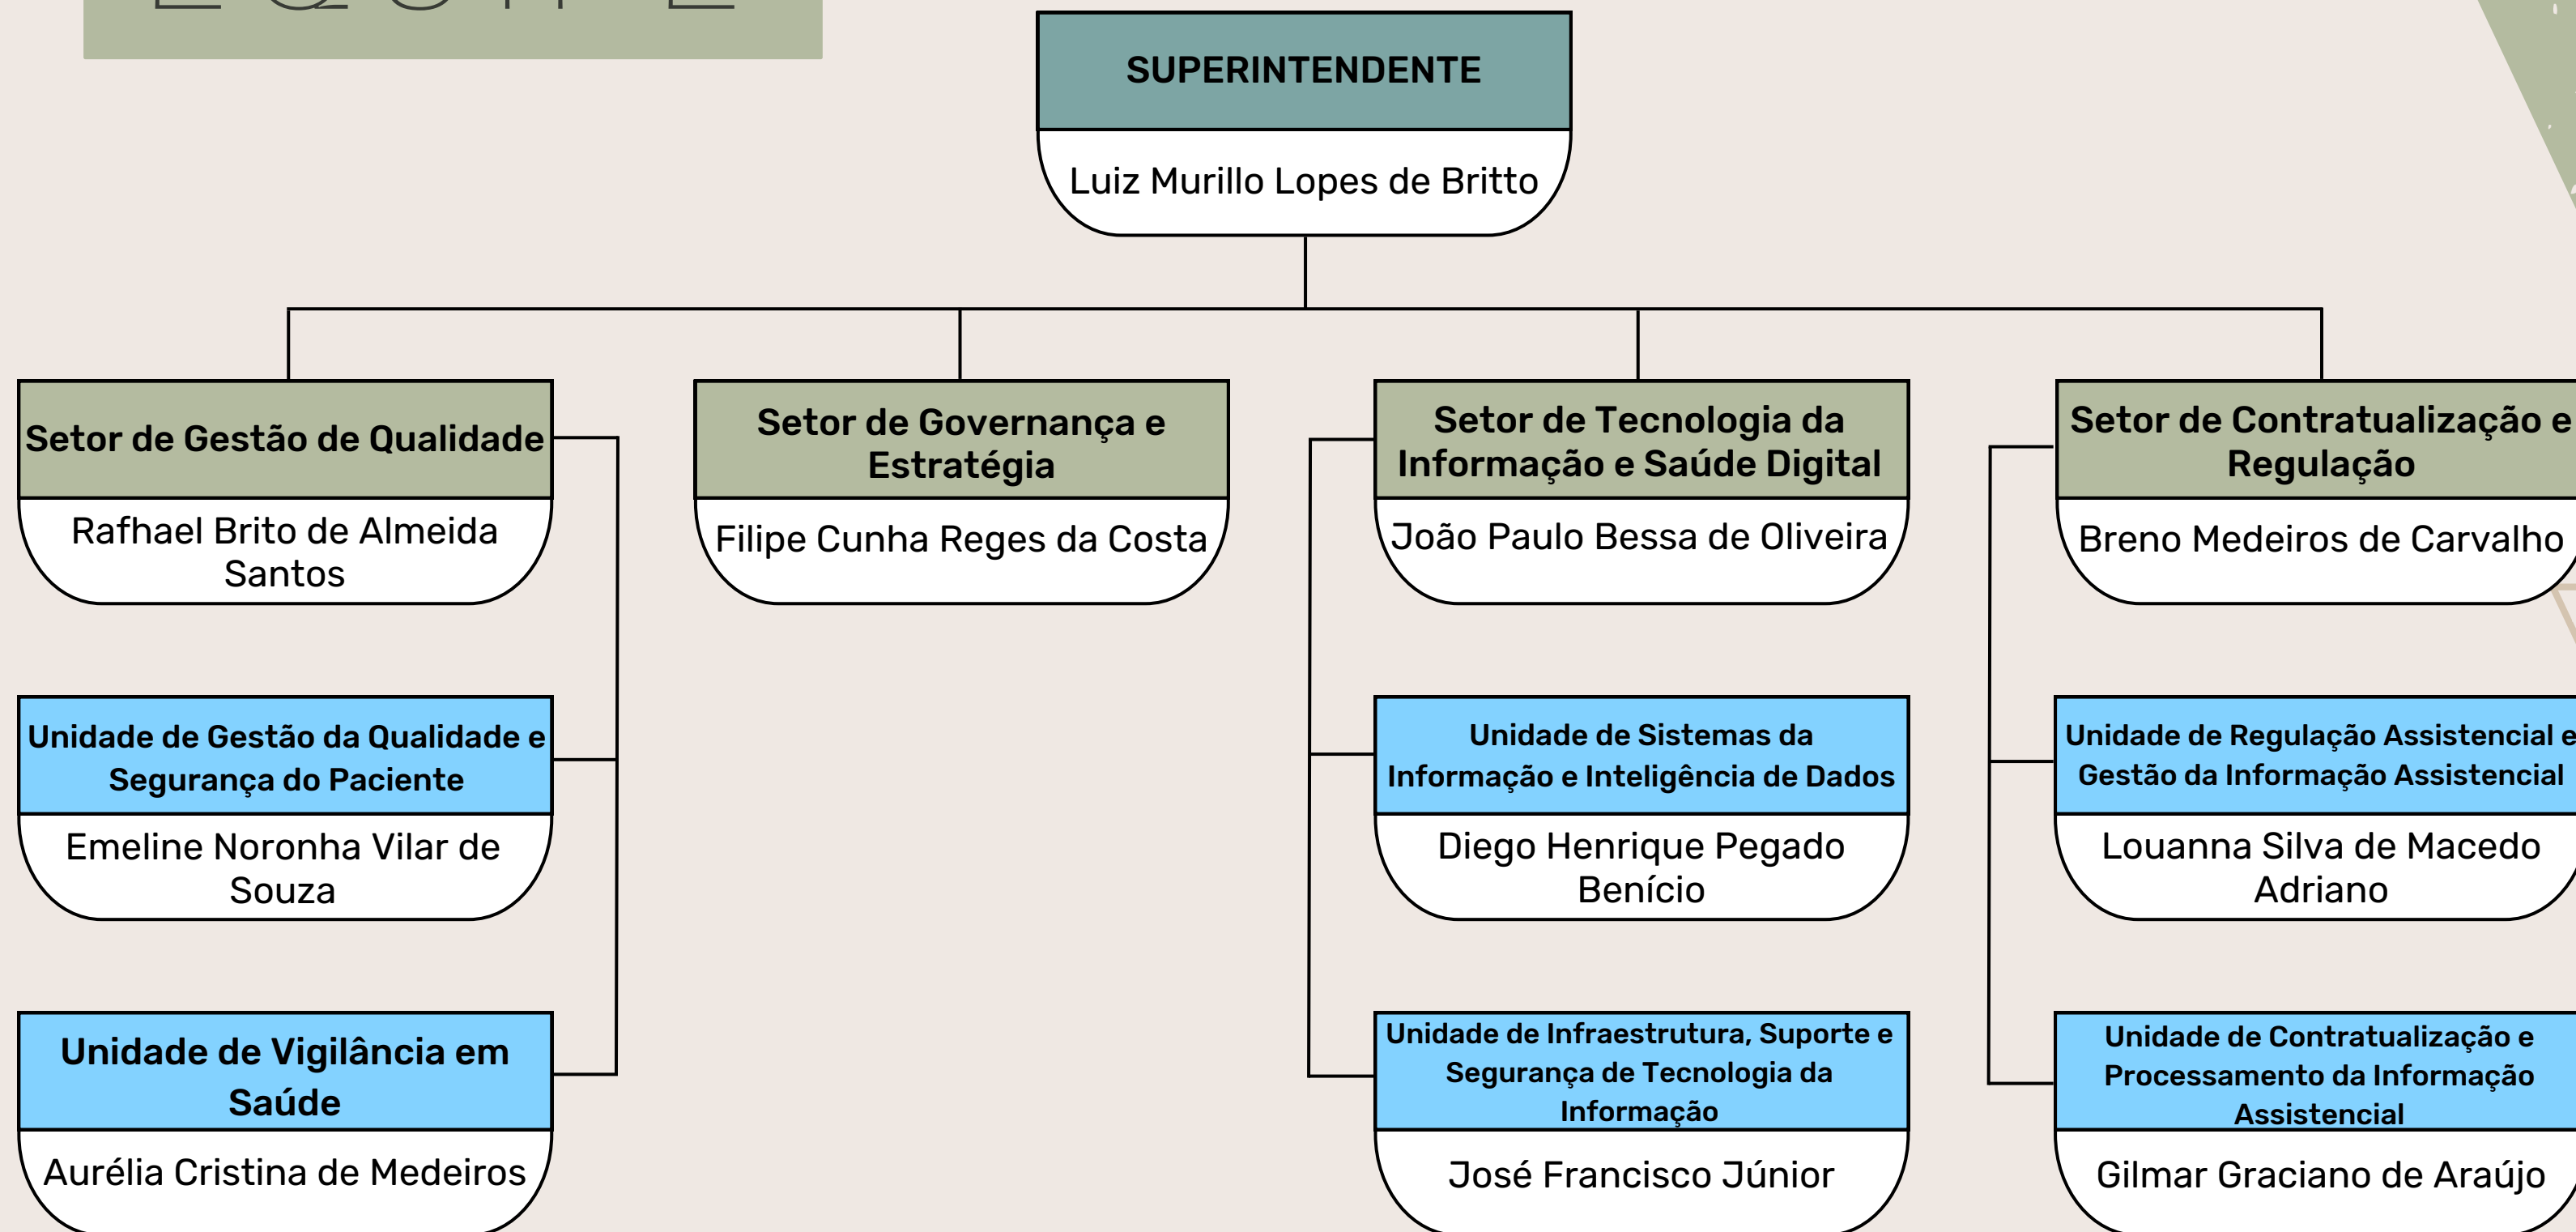 EQUIPE
SUPERINTENDENTE
Luiz Murillo Lopes de Britto
Setor de Gestão de Qualidade
Rafhael Brito de Almeida
Santos
Setor de Governança e
Estratégia
Filipe Cunha Reges da Costa
Setor de Tecnologia da
Informação e Saúde Digital
João Paulo Bessa de Oliveira
Setor de Contratualização e
Regulação
Breno Medeiros de Carvalho
Unidade de Gestão da Qualidade e
Segurança do Paciente
Emeline Noronha Vilar de
Souza
Unidade de Sistemas da
Informação e Inteligência de Dados
Diego Henrique Pegado
Benício
Unidade de Regulação Assistencial e
Gestão da Informação Assistencial
Louanna Silva de Macedo
Adriano
Unidade de Vigilância em
Saúde
Aurélia Cristina de Medeiros
Unidade de Infraestrutura, Suporte e
Segurança de Tecnologia da
Informação
José Francisco Júnior
Unidade de Contratualização e
Processamento da Informação
Assistencial
Gilmar Graciano de Araújo